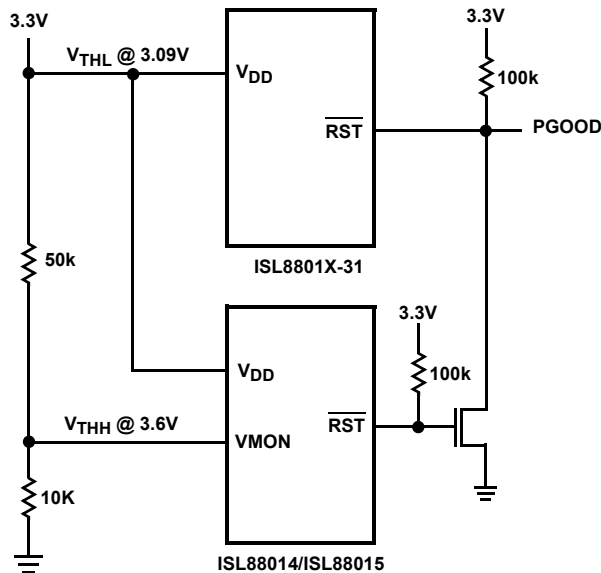 3.3V
V_THL @ 3.09V
3.3V
V_DD
100k
RST
PGOOD
50k
ISL8801X-31
3.3V
V_DD
100k
V_THH @ 3.6V
VMON
RST
10K
ISL88014/ISL88015